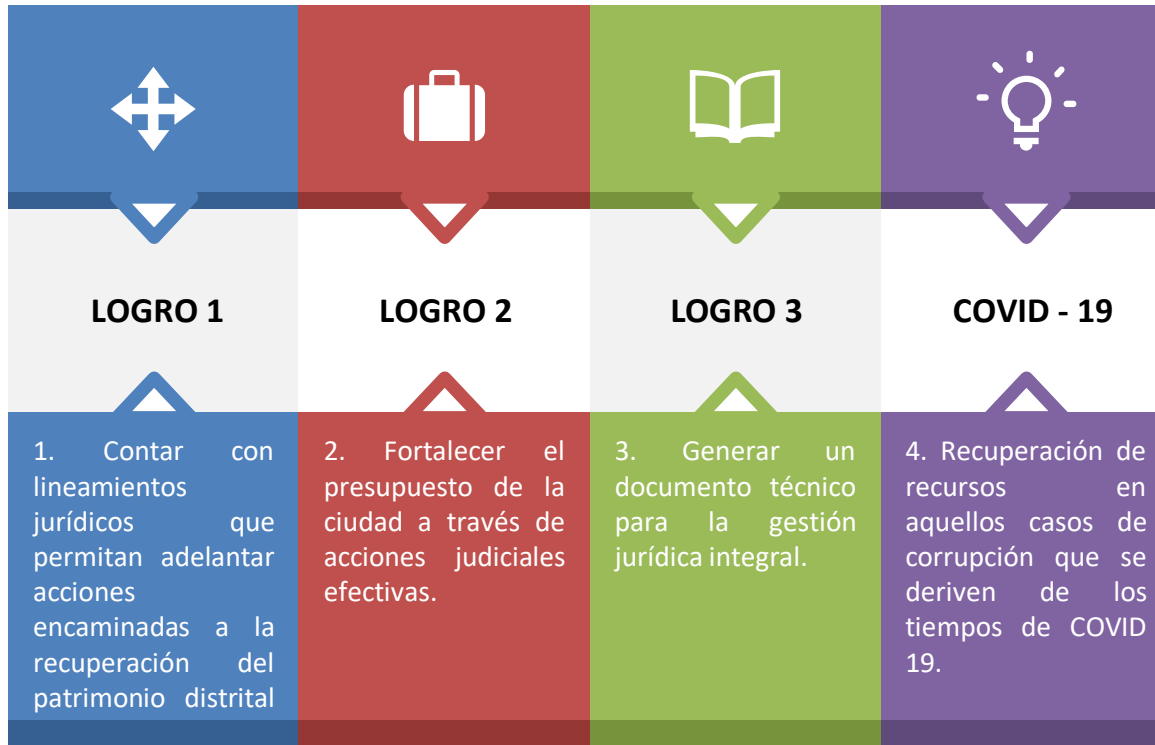 LOGRO 1
LOGRO 2
LOGRO 3
COVID - 19
1. Contar con
lineamientos
jurídicos que
permitan adelantar
acciones
encaminadas a la
recuperación del
patrimonio distrital
2. Fortalecer el
presupuesto de la
ciudad a través de
acciones judiciales
efectivas.
3. Generar un
documento técnico
para la gestión
jurídica integral.
4. Recuperación de
recursos en
aquellos casos de
corrupción que se
deriven de los
tiempos de COVID
19.